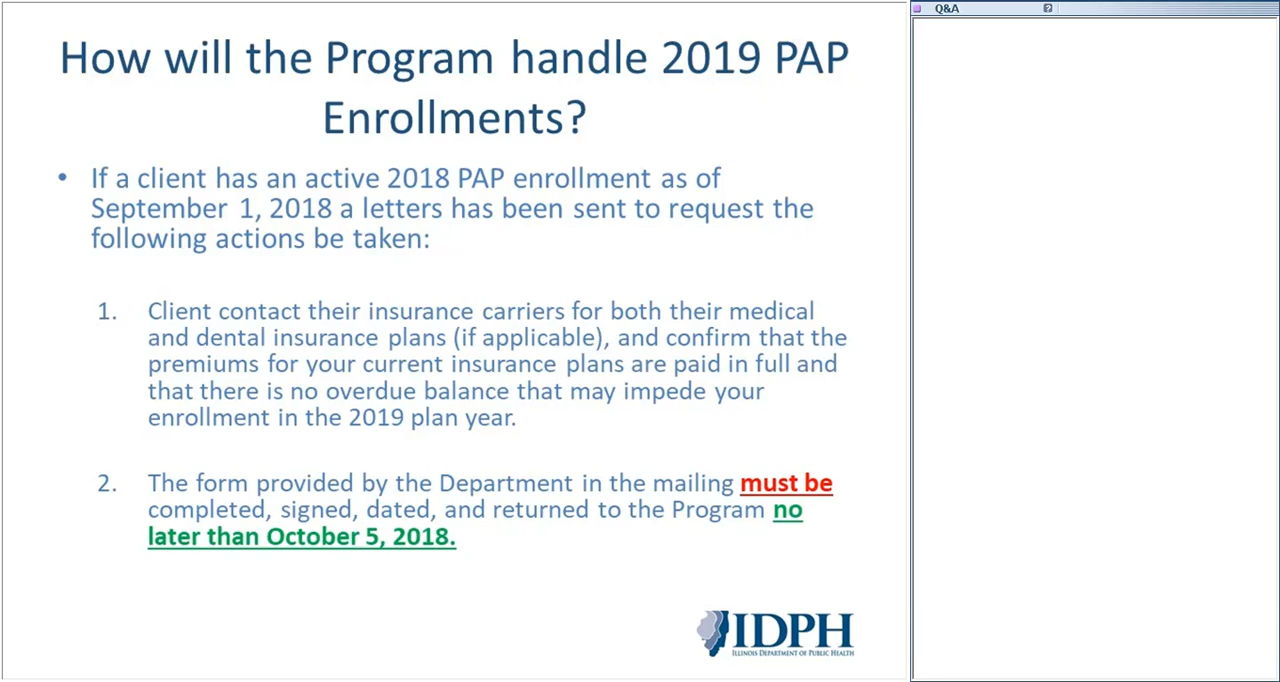 How will the Program handle 2019 PAP
Enrollments?
• If a client has an active 2018 PAP enrollment as of
September 1, 2018 a letters has been sent to request the
following actions be taken:
1. Client contact their insurance carriers for both their medical
and dental insurance plans (if applicable), and confirm that the
premiums for your current insurance plans are paid in full and
that there is no overdue balance that may impede your
enrollment in the 2019 plan year.
2. The form provided by the Department in the mailing must be
completed, signed, dated, and returned to the Program no
later than October 5, 2018.
IDPH
ILLINOIS DEPARTMENT OF PUBLIC HEALTH
Q&A
?